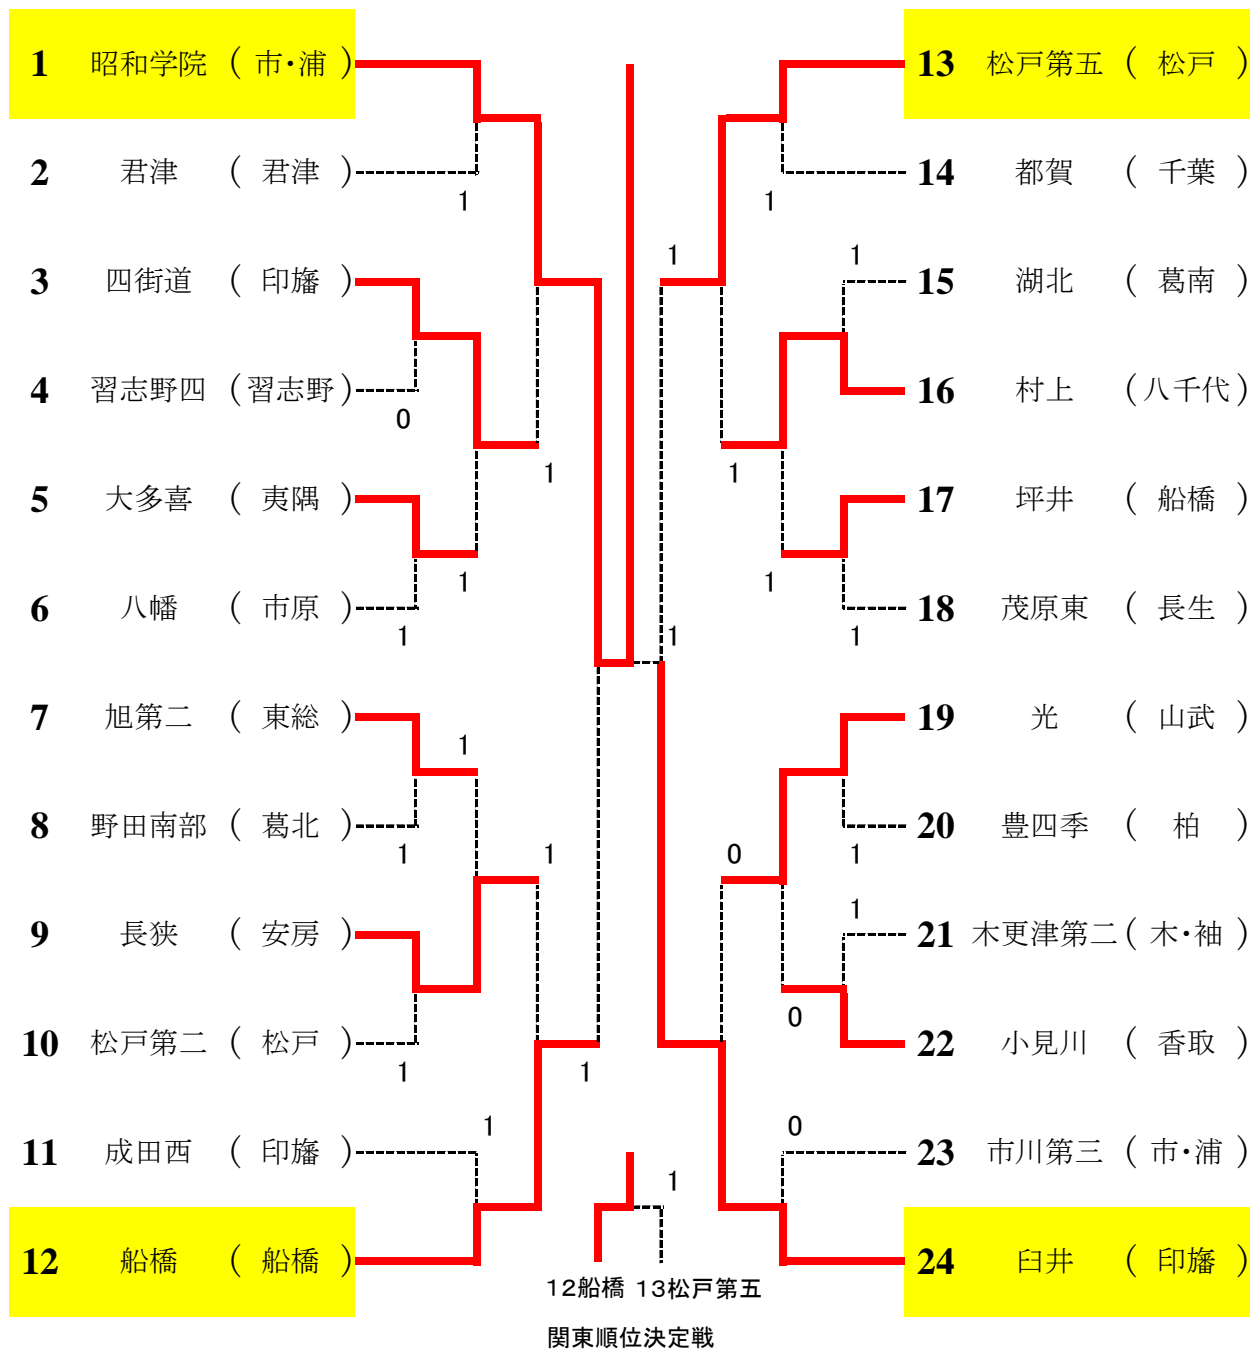 1 昭和学院 ( 市・浦 )
2 君津 ( 君津 )
1
3 四街道 ( 印旛 )
4 習志野四 ( 習志野 )
0
1
5 大多喜 ( 夷隅 )
1
6 八幡 ( 市原 )
1
7 旭第二 ( 東総 )
1
8 野田南部 ( 葛北 )
1
1
9 長狭 ( 安房 )
10 松戸第二 ( 松戸 )
1
1
1
11 成田西 ( 印旛 )
12 船橋 ( 船橋 )
13 松戸第五 ( 松戸 )
14 都賀 ( 千葉 )
1
1
1
15 湖北 ( 葛南 )
16 村上 ( 八千代 )
1
17 坪井 ( 船橋 )
1
18 茂原東 ( 長生 )
1
1
19 光 ( 山武 )
20 豊四季 ( 柏 )
0
1
1
21 木更津第二 ( 木・袖 )
0
22 小見川 ( 香取 )
0
23 市川第三 ( 市・浦 )
24 臼井 ( 印旛 )
1
12船橋 13松戸第五
関東順位決定戦